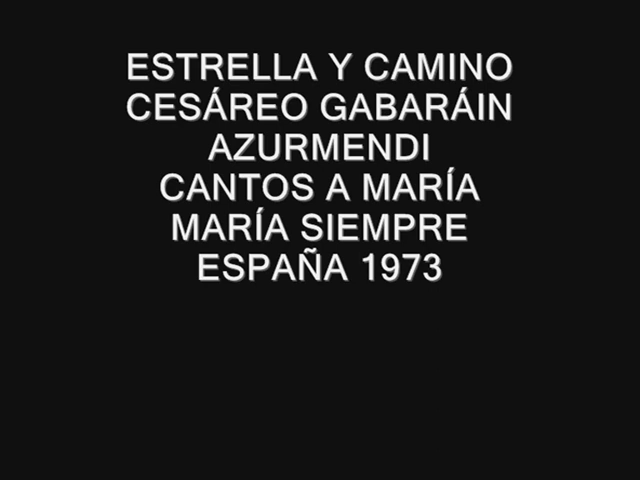 ESTRELLA Y CAMINO
CESÁREO GABARÁIN
AZURMENDI
CANTOS A MARÍA
MARÍA SIEMPRE
ESPAÑA 1973